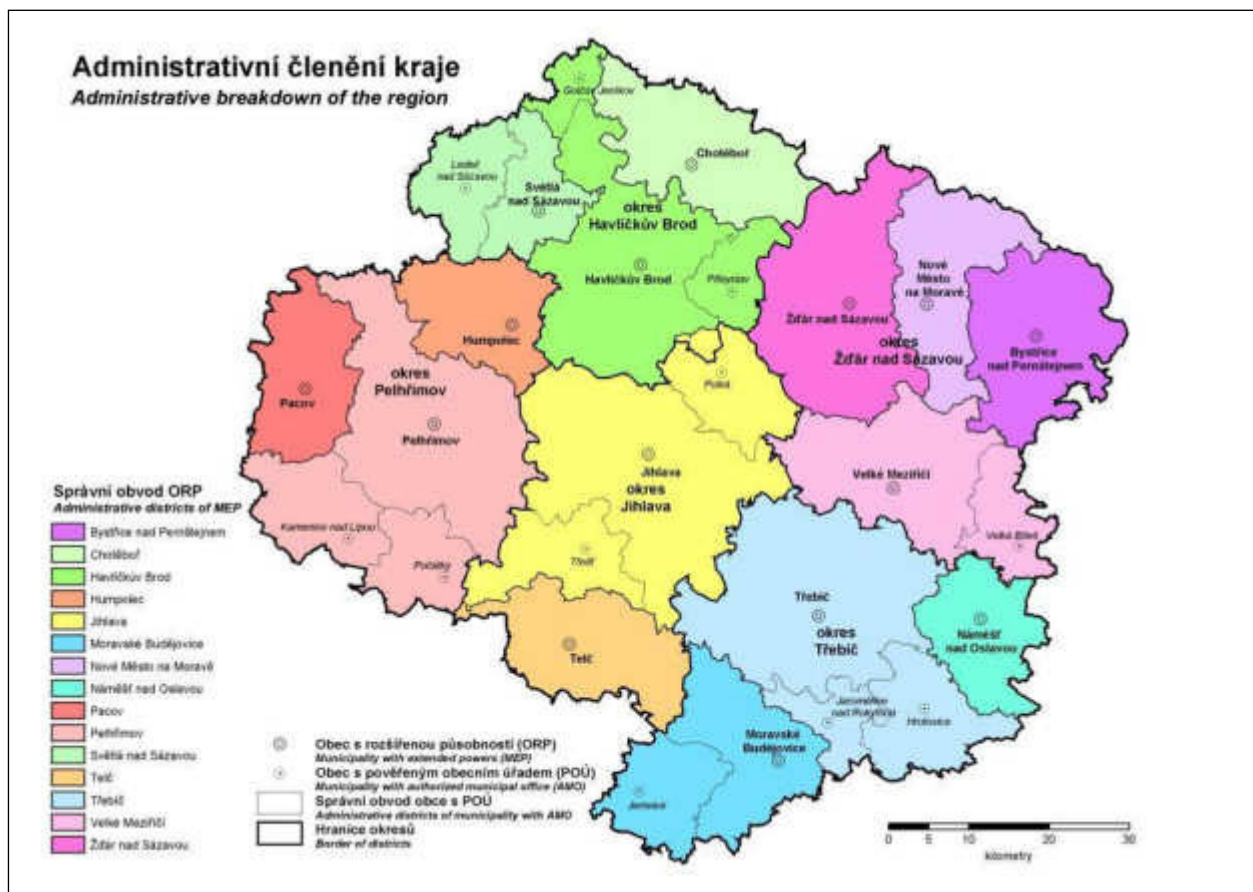 Administrativní členění kraje
Administrative breakdown of the region
Golčův Jeníkov
Chotěboř
Ledeč
nad Sázavou
Světlá
nad Sázavou
okres
Havlíčkův Brod
Havlíčkův Brod
Přibyslav
Nové
Město
na Moravě
Žďár nad Sázavou
okres
Žďár nad Sázavou
Bystřice
nad Pernštejnem
Humpolec
okres
Pelhřimov
Pacov
Pelhřimov
Polná
Jihlava
okres
Jihlava
Velké Meziříčí
Velká Bíteš
Kamenice nad Lipou
Počátky
Třešť
Telč
Třebíč
okres
Třebíč
Náměšť
nad Oslavou
Jaroměřice
nad Rokytnou
Hrotovice
Moravské
Budějovice
Jemnice
Správní obvod ORP
Administrative districts of MEP
Bystřice nad Pernštejnem
Chotěboř
Havlíčkův Brod
Humpolec
Jihlava
Moravské Budějovice
Nové Město na Moravě
Náměšť nad Oslavou
Pacov
Pelhřimov
Světlá nad Sázavou
Telč
Třebíč
Velké Meziříčí
Žďár nad Sázavou
Obec s rozšířenou působností (ORP)
Municipality with extended powers (MEP)
Obec s pověřeným obecním úřadem (POÚ)
Municipality with authorized municipal office (AMO)
Správní obvod obce s POÚ
Administrative districts of municipality with AMO
Hranice okresů
Border of districts
0 5 10 20 30
kilometry